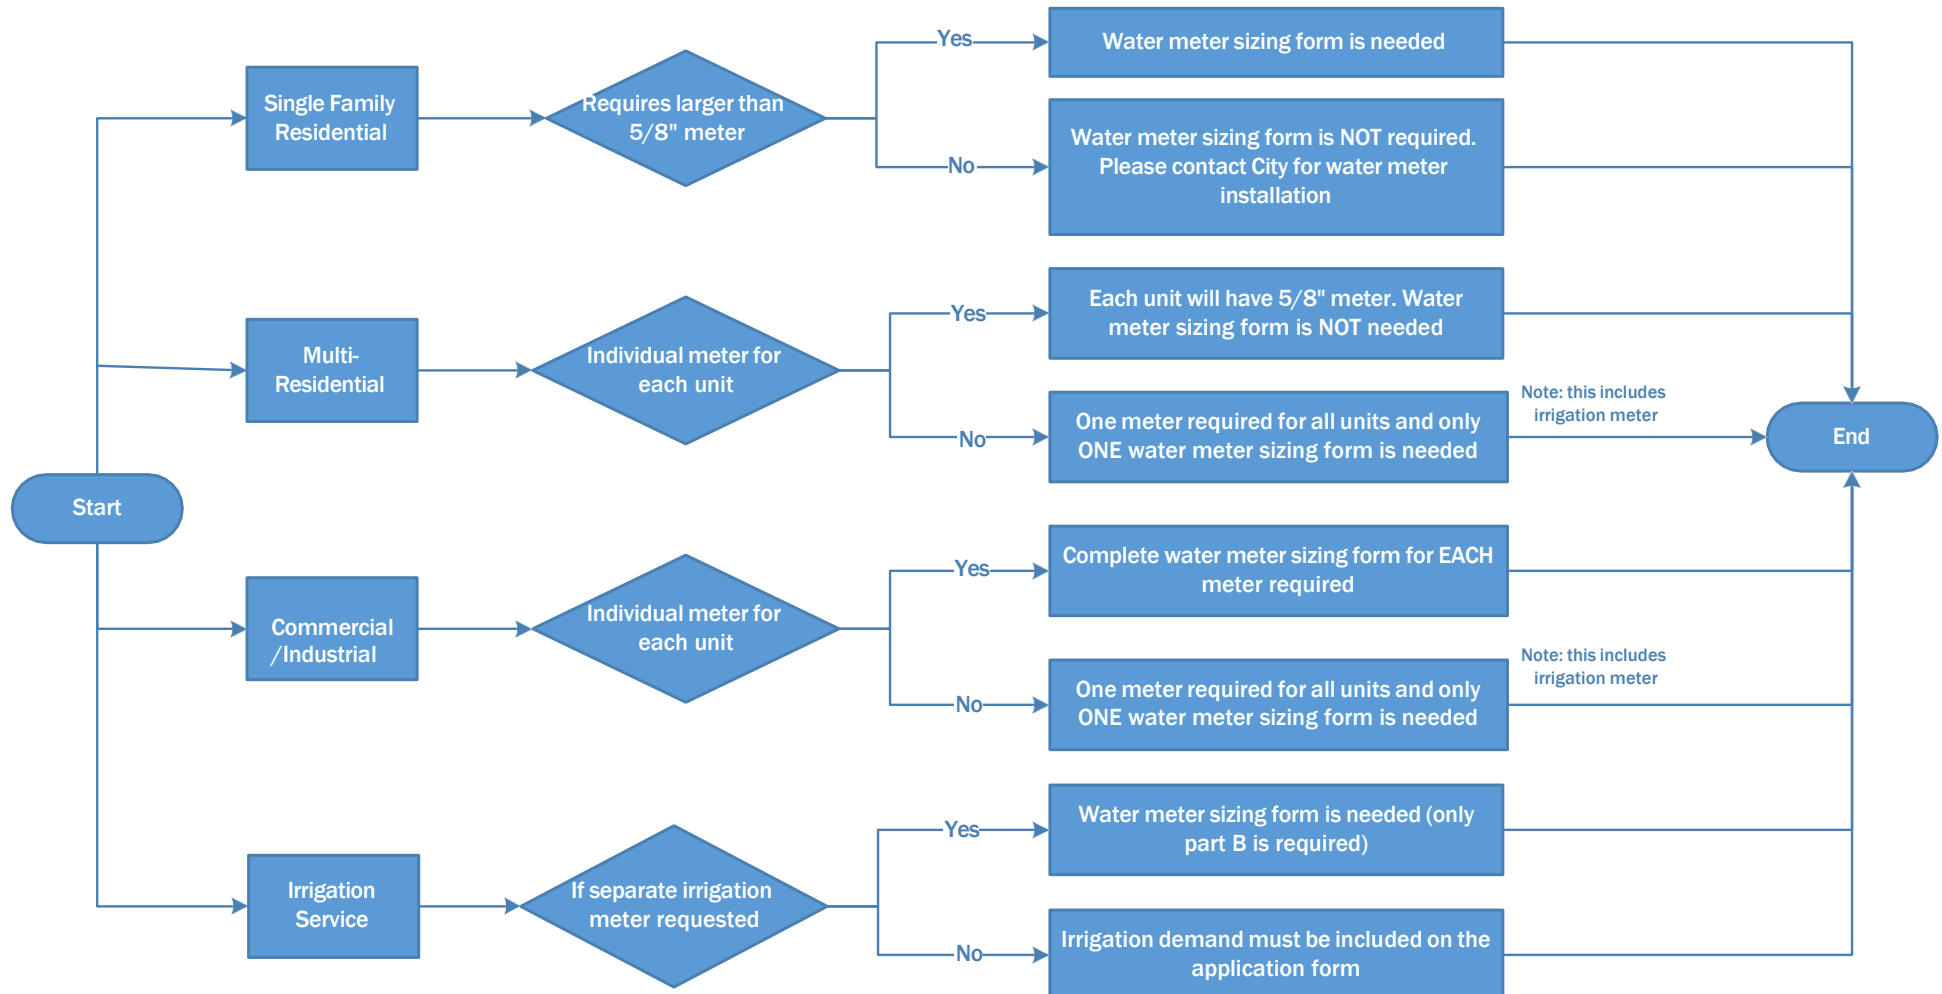 Start
Single Family
Residential
Requires larger than
5/8" meter
Yes
Water meter sizing form is needed
No
Water meter sizing form is NOT required.
Please contact City for water meter
installation
Multi-
Residential
Individual meter for
each unit
Yes
Each unit will have 5/8" meter. Water
meter sizing form is NOT needed
No
One meter required for all units and only
ONE water meter sizing form is needed
Note: this includes
irrigation meter
End
Commercial
/Industrial
Individual meter for
each unit
Yes
Complete water meter sizing form for EACH
meter required
No
One meter required for all units and only
ONE water meter sizing form is needed
Note: this includes
irrigation meter
Irrigation
Service
If separate irrigation
meter requested
Yes
Water meter sizing form is needed (only
part B is required)
No
Irrigation demand must be included on the
application form